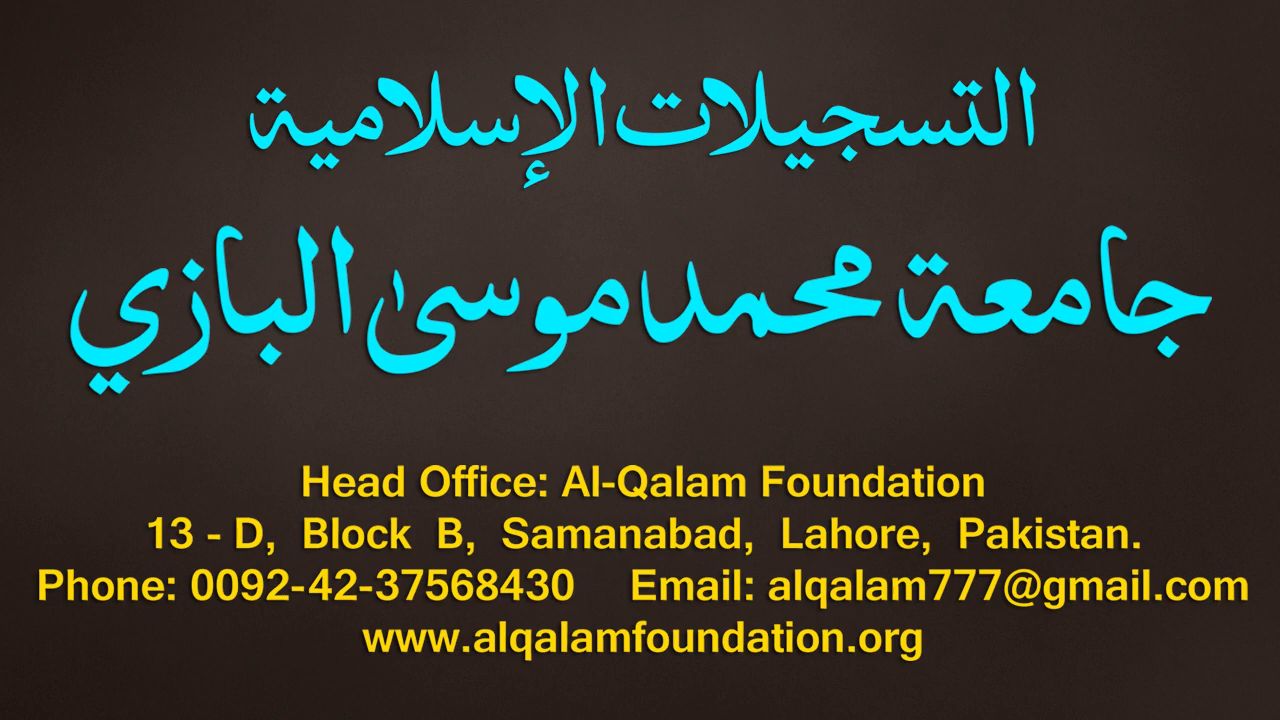 التسجيلات الإسلامية
جامعة محمد موسىٰ البازي
Head Office: Al-Qalam Foundation
13 - D, Block B, Samanabad, Lahore, Pakistan.
Phone: 0092-42-37568430 Email: alqalam777@gmail.com
www.alqalamfoundation.org